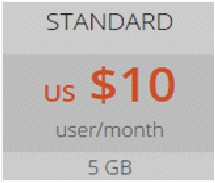 STANDARD
US $10
user/month
5 GB